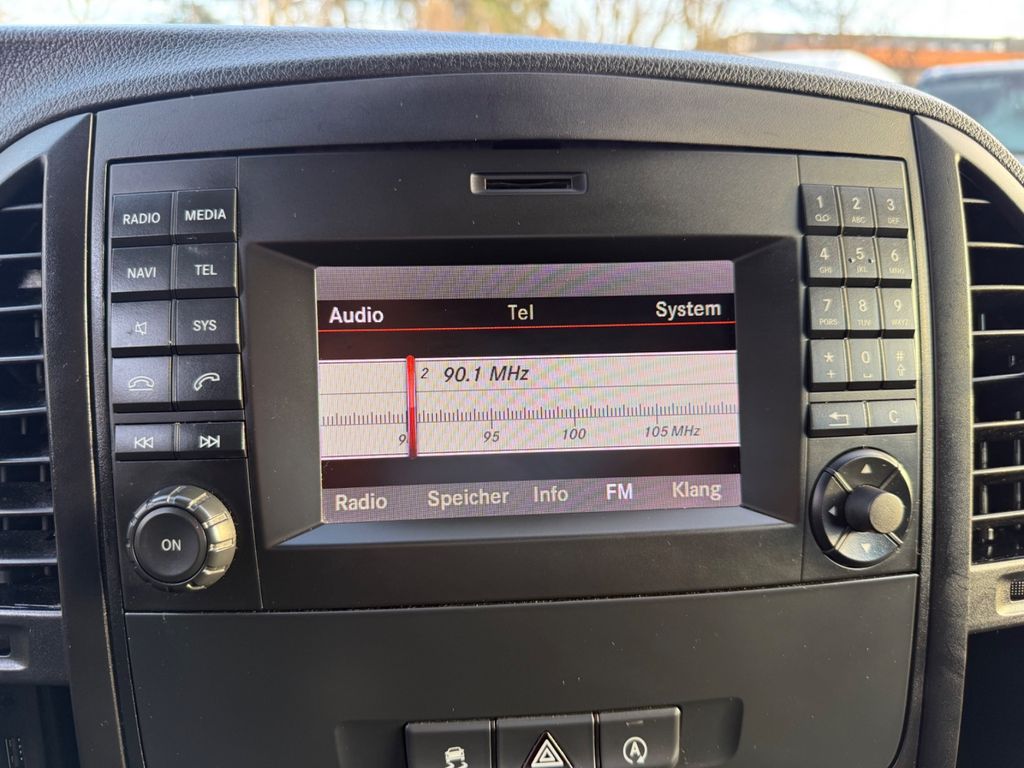 RADIO MEDIA
NAVI TEL
SYS
ON
Audio Tel System
2 90.1 MHz
95 100 105 MHz
Radio Speicher Info FM Klang
1 2 ABC 3 DEF
4 GHI 5 JKL 6 MNO
7 PQRS 8 TUV 9 WXYZ
* + 0 #
C
A